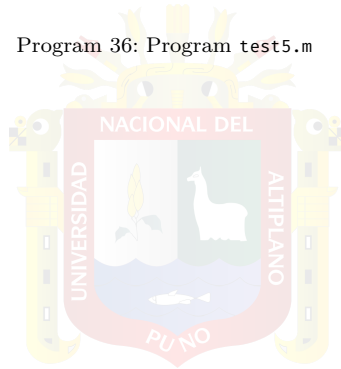 Program 36: Program test5.m
NACIONAL DEL
UNIVERSIDAD
ALTIPLANO
PUNO